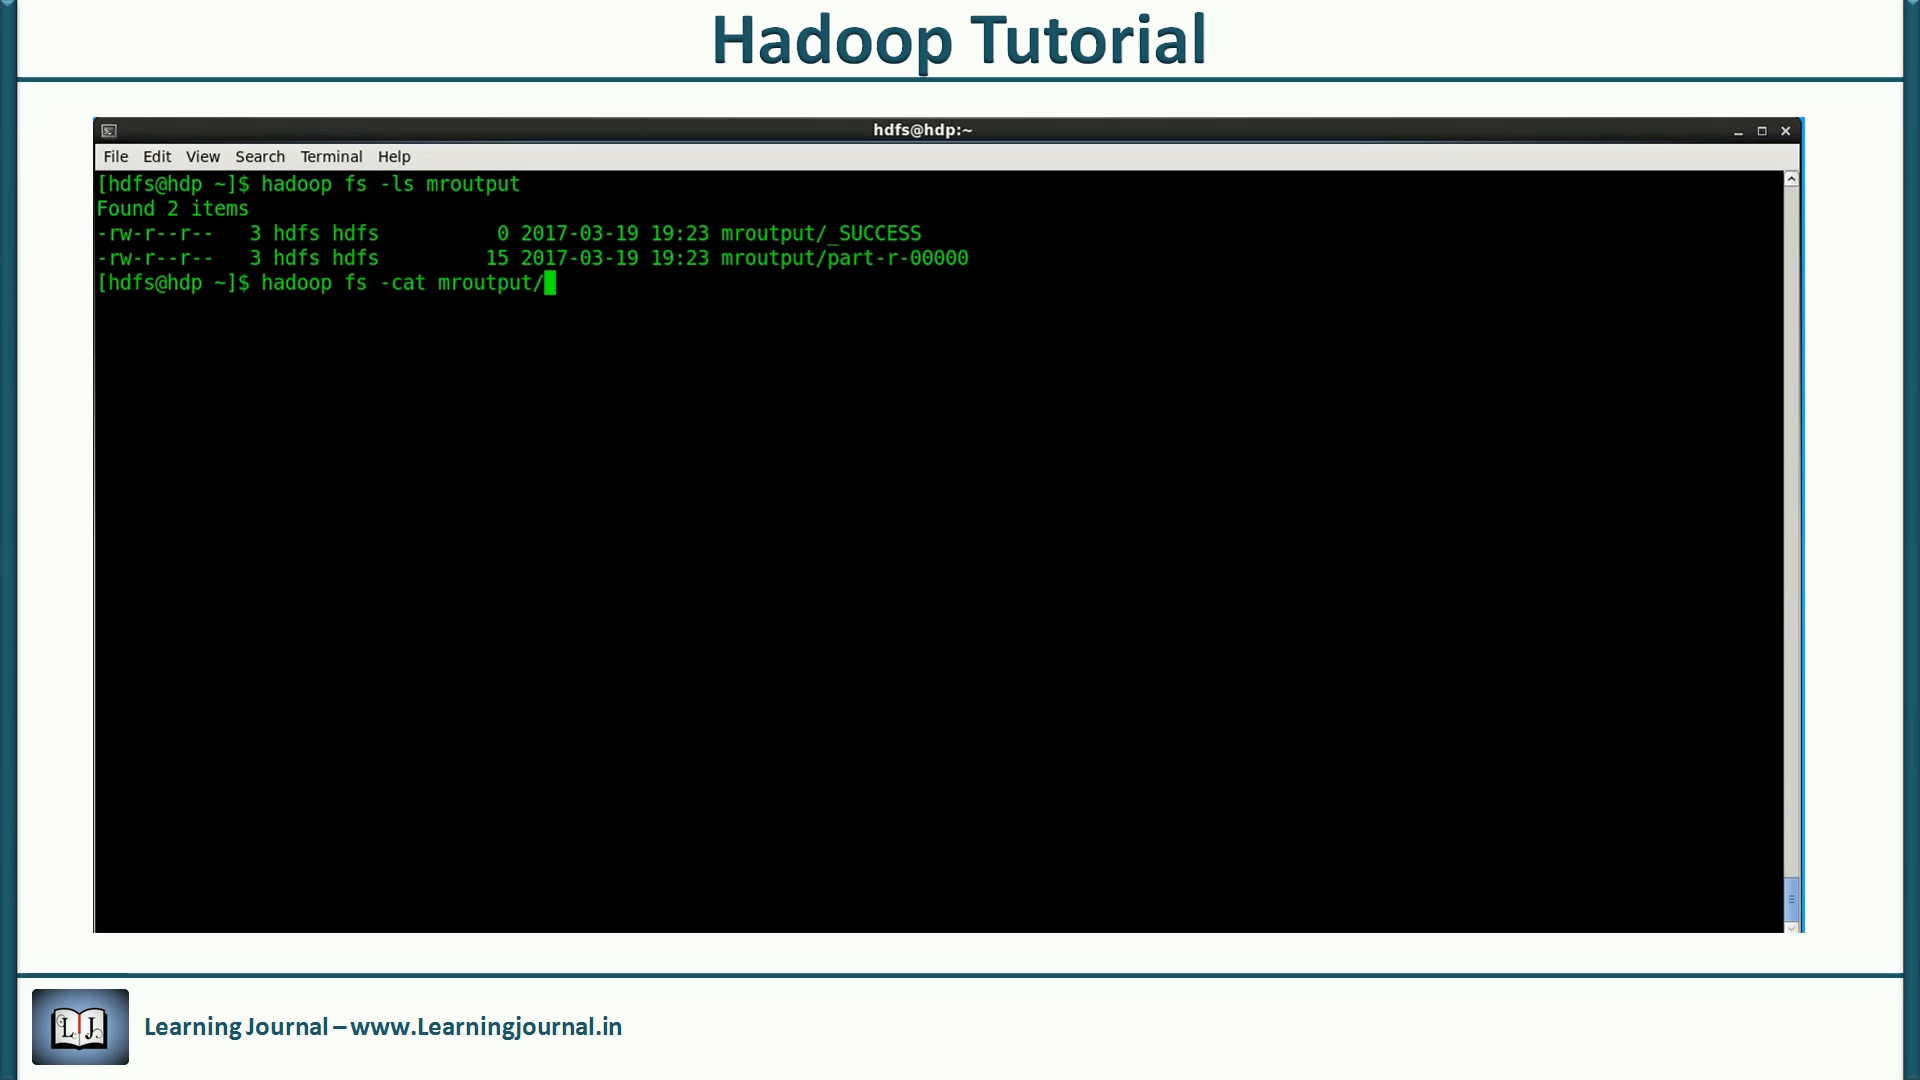 Hadoop Tutorial
hdfs@hdp:~
File Edit View Search Terminal Help
[hdfs@hdp ~]$ hadoop fs -ls mroutput
Found 2 items
-rw-r--r--   3 hdfs hdfs          0 2017-03-19 19:23 mroutput/_SUCCESS
-rw-r--r--   3 hdfs hdfs         15 2017-03-19 19:23 mroutput/part-r-00000
[hdfs@hdp ~]$ hadoop fs -cat mroutput/
LJ
Learning Journal – www.Learningjournal.in